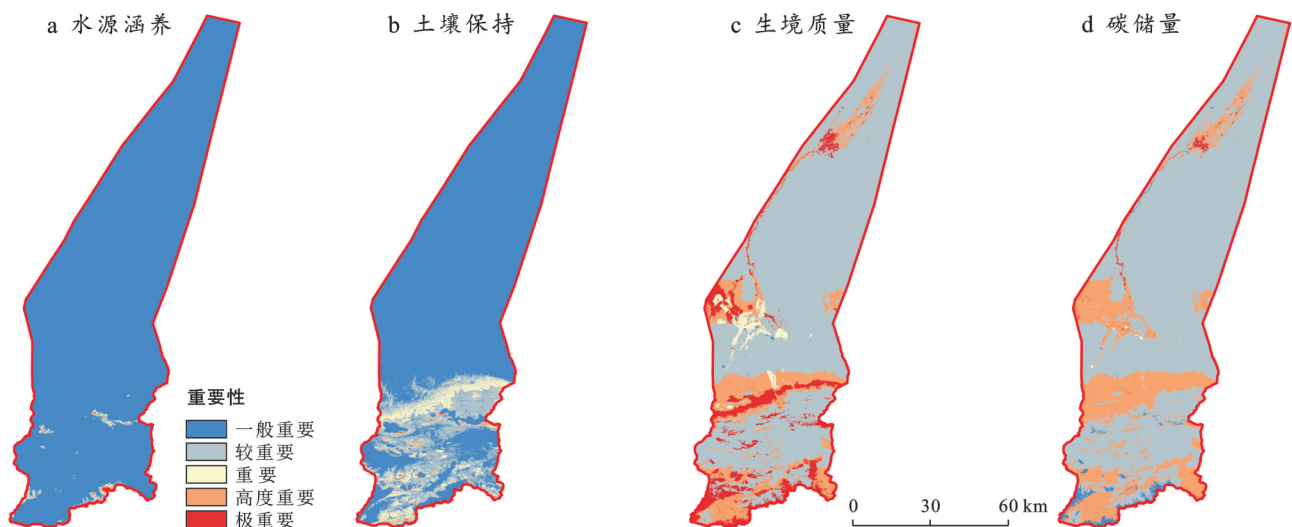 a 水源涵养
b 土壤保持
c 生境质量
d 碳储量
重要性
一般重要
较重要
重要
高度重要
极重要
0 30 60 km